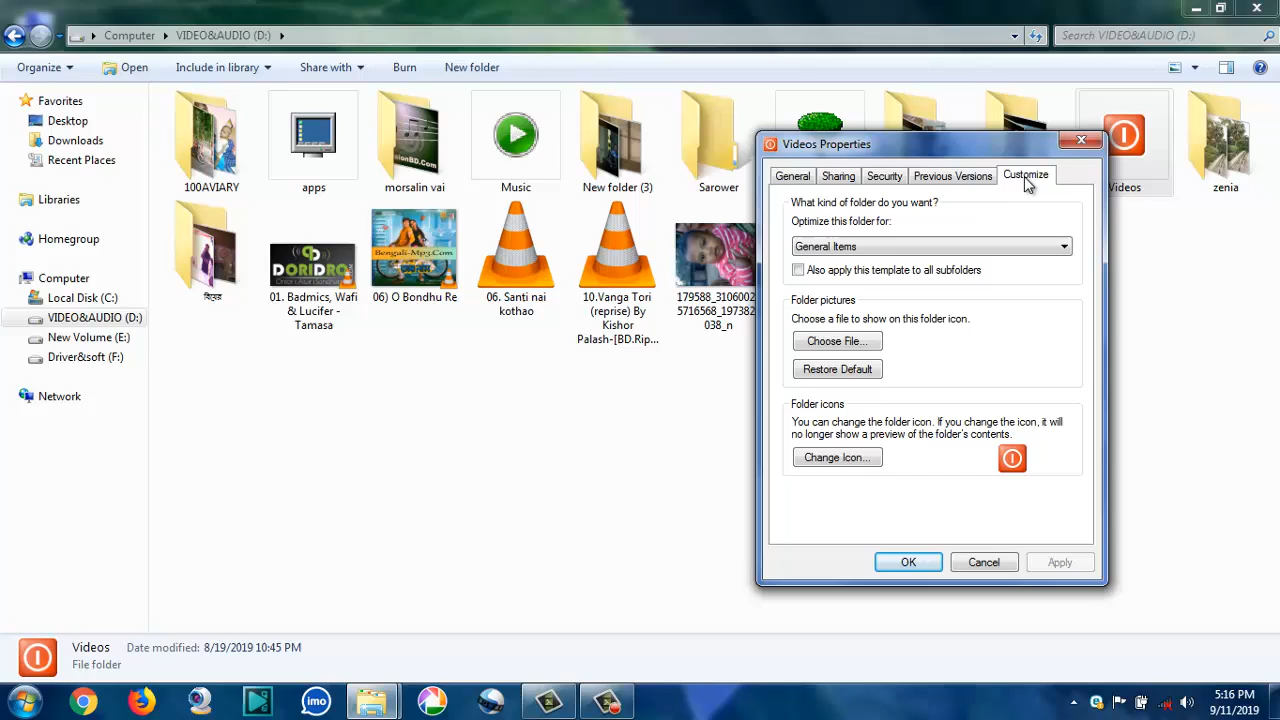 Computer
VIDEO&AUDIO (D:)
Search VIDEO&AUDIO (D:)
Organize
Open
Include in library
Share with
Burn
New folder
Favorites
Desktop
Downloads
Recent Places
Libraries
Homegroup
Computer
Local Disk (C:)
VIDEO&AUDIO (D:)
New Volume (E:)
Driver&soft (F:)
Network
100AVIARY
apps
morsalin vai
Music
New folder (3)
Sarower
Videos
zenia
বিয়ের
DORIDRO
01. Badmics, Wafi
& Lucifer -
Tamasa
Bengali-Mp3.Com
06) O Bondhu Re
06. Santi nai
kothao
10.Vanga Tori
(reprise) By
Kishor
Palash-[BD.Rip...
179588_3106002
5716568_197382
038_n
Videos Properties
General
Sharing
Security
Previous Versions
Customize
What kind of folder do you want?
Optimize this folder for:
General Items
Also apply this template to all subfolders
Folder pictures
Choose a file to show on this folder icon.
Choose File...
Restore Default
Folder icons
You can change the folder icon. If you change the icon, it will
no longer show a preview of the folder's contents.
Change Icon...
OK
Cancel
Apply
Videos
Date modified: 8/19/2019 10:45 PM
File folder
imo
5:16 PM
9/11/2019